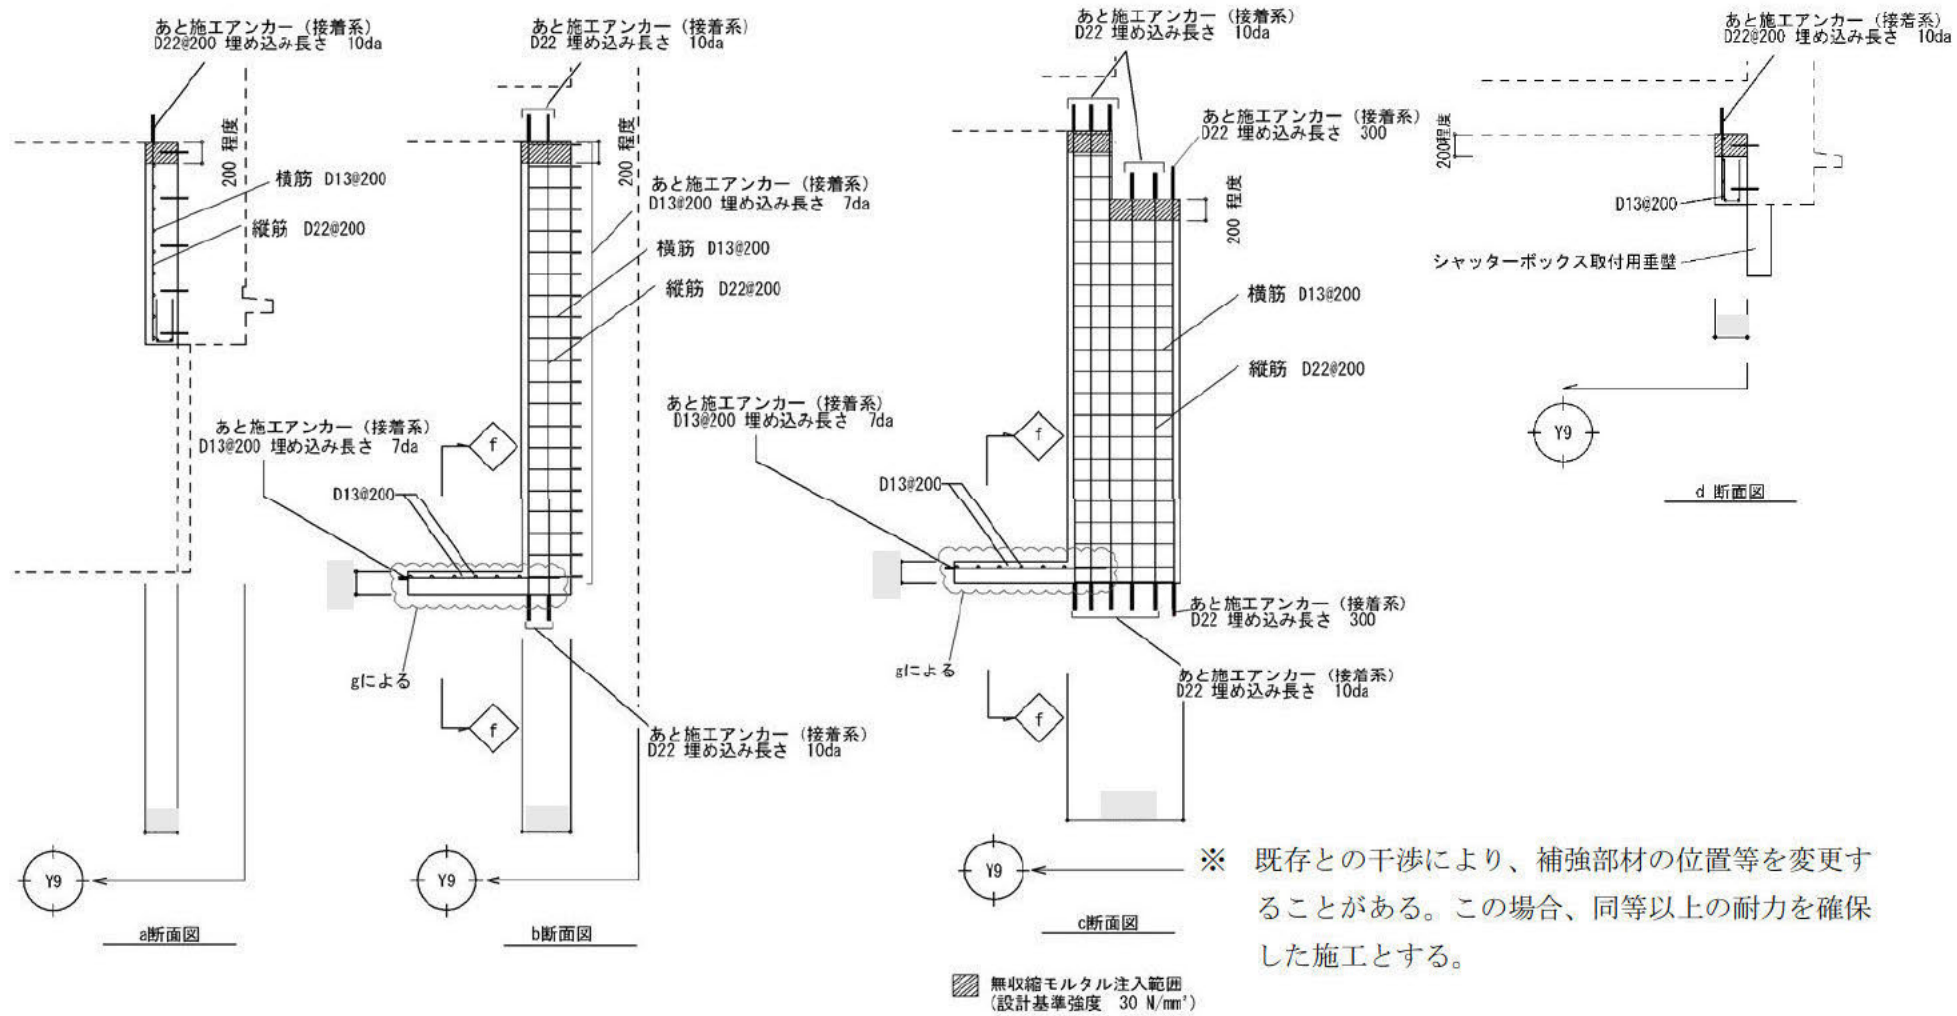 あと施工アンカー（接着系）
D22@200 埋め込み長さ　10da
200 程度
横筋 D13@200
縦筋 D22@200
Y9
a断面図
あと施工アンカー（接着系）
D22 埋め込み長さ　10da
200 程度
あと施工アンカー（接着系）
D13@200 埋め込み長さ　7da
横筋 D13@200
縦筋 D22@200
あと施工アンカー（接着系）
D13@200 埋め込み長さ　7da
f
D13@200
gによる
f
あと施工アンカー（接着系）
D22 埋め込み長さ　10da
Y9
b断面図
あと施工アンカー（接着系）
D22 埋め込み長さ　10da
あと施工アンカー（接着系）
D22 埋め込み長さ　300
200 程度
横筋 D13@200
縦筋 D22@200
あと施工アンカー（接着系）
D13@200 埋め込み長さ　7da
f
D13@200
gによる
f
あと施工アンカー（接着系）
D22 埋め込み長さ　300
あと施工アンカー（接着系）
D22 埋め込み長さ　10da
Y9
c断面図
あと施工アンカー（接着系）
D22@200 埋め込み長さ　10da
200程度
D13@200
シャッターボックス取付用垂壁
Y9
d 断面図
※　既存との干渉により、補強部材の位置等を変更す
ることがある。この場合、同等以上の耐力を確保
した施工とする。
無収縮モルタル注入範囲
(設計基準強度　30 N/mm²)